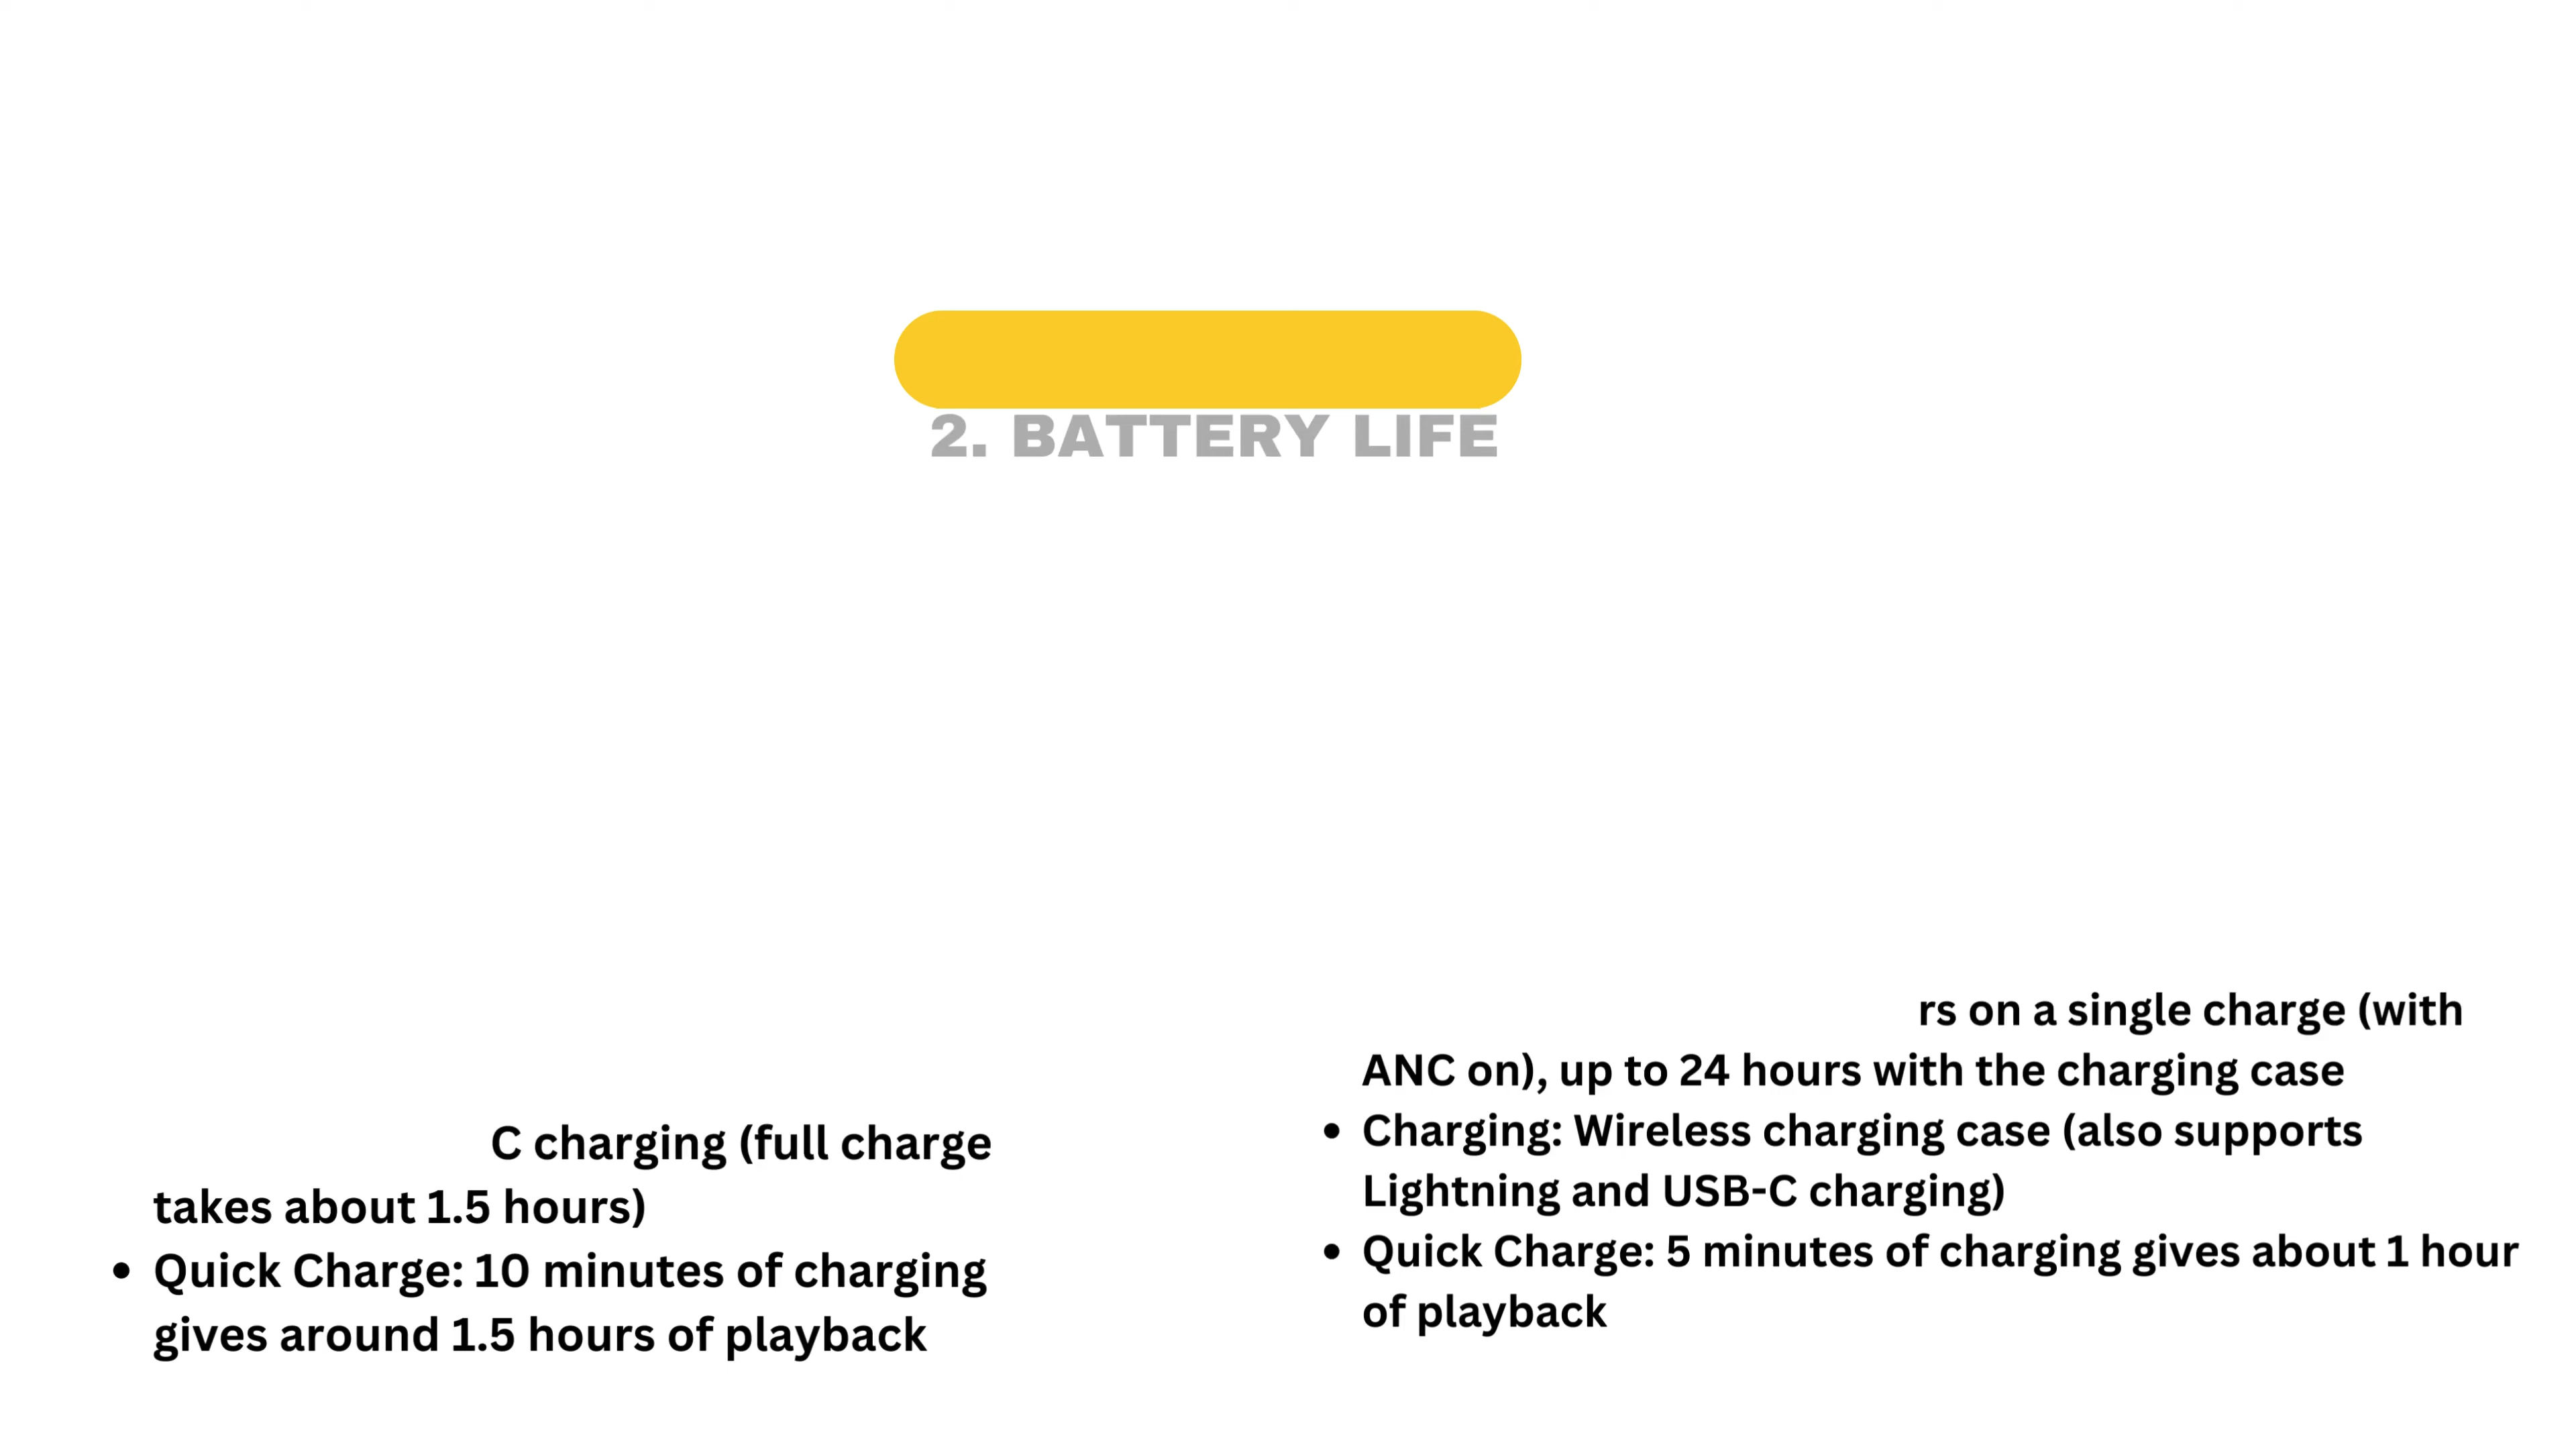 2. BATTERY LIFE
C charging (full charge
takes about 1.5 hours)
• Quick Charge: 10 minutes of charging
gives around 1.5 hours of playback
rs on a single charge (with
ANC on), up to 24 hours with the charging case
• Charging: Wireless charging case (also supports
Lightning and USB-C charging)
• Quick Charge: 5 minutes of charging gives about 1 hour
of playback